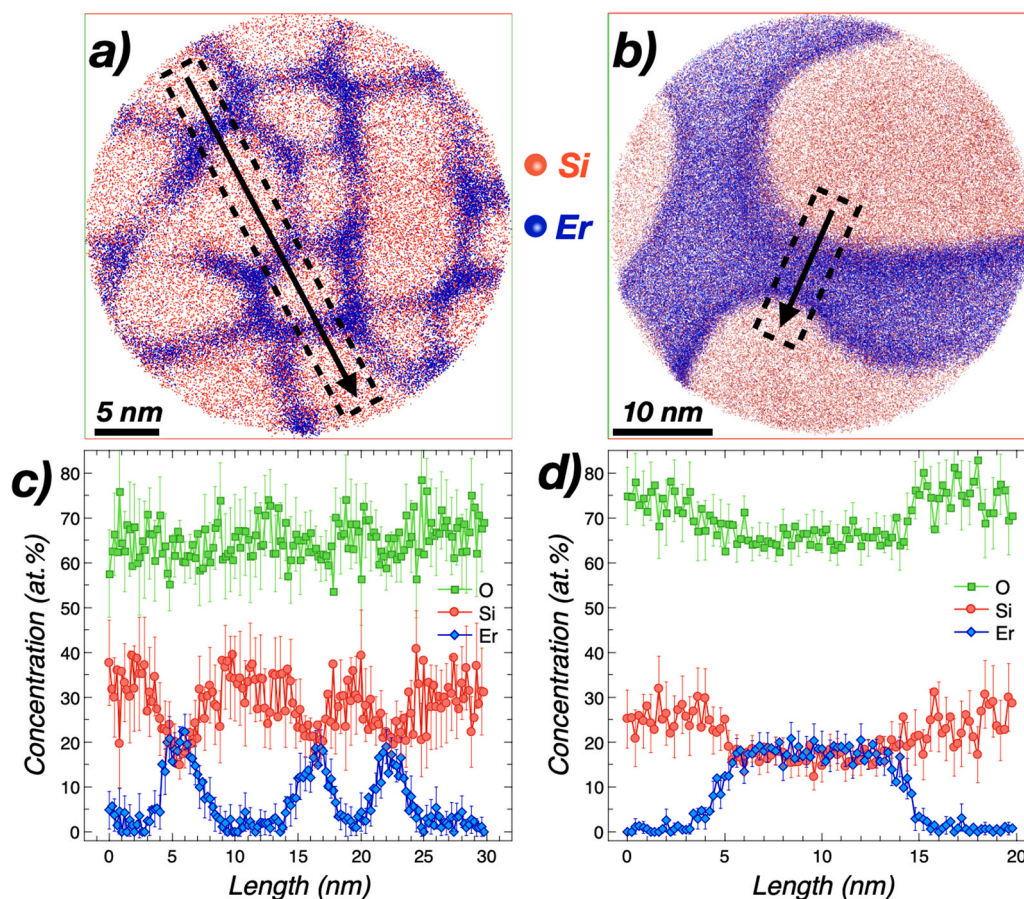 a)
b)
Si
Er
5 nm
10 nm
c)
Concentration (at.%)
80
70
60
50
40
30
20
10
0
O
Si
Er
0 5 10 15 20 25 30
Length (nm)
d)
Concentration (at.%)
80
70
60
50
40
30
20
10
0
O
Si
Er
0 5 10 15 20
Length (nm)